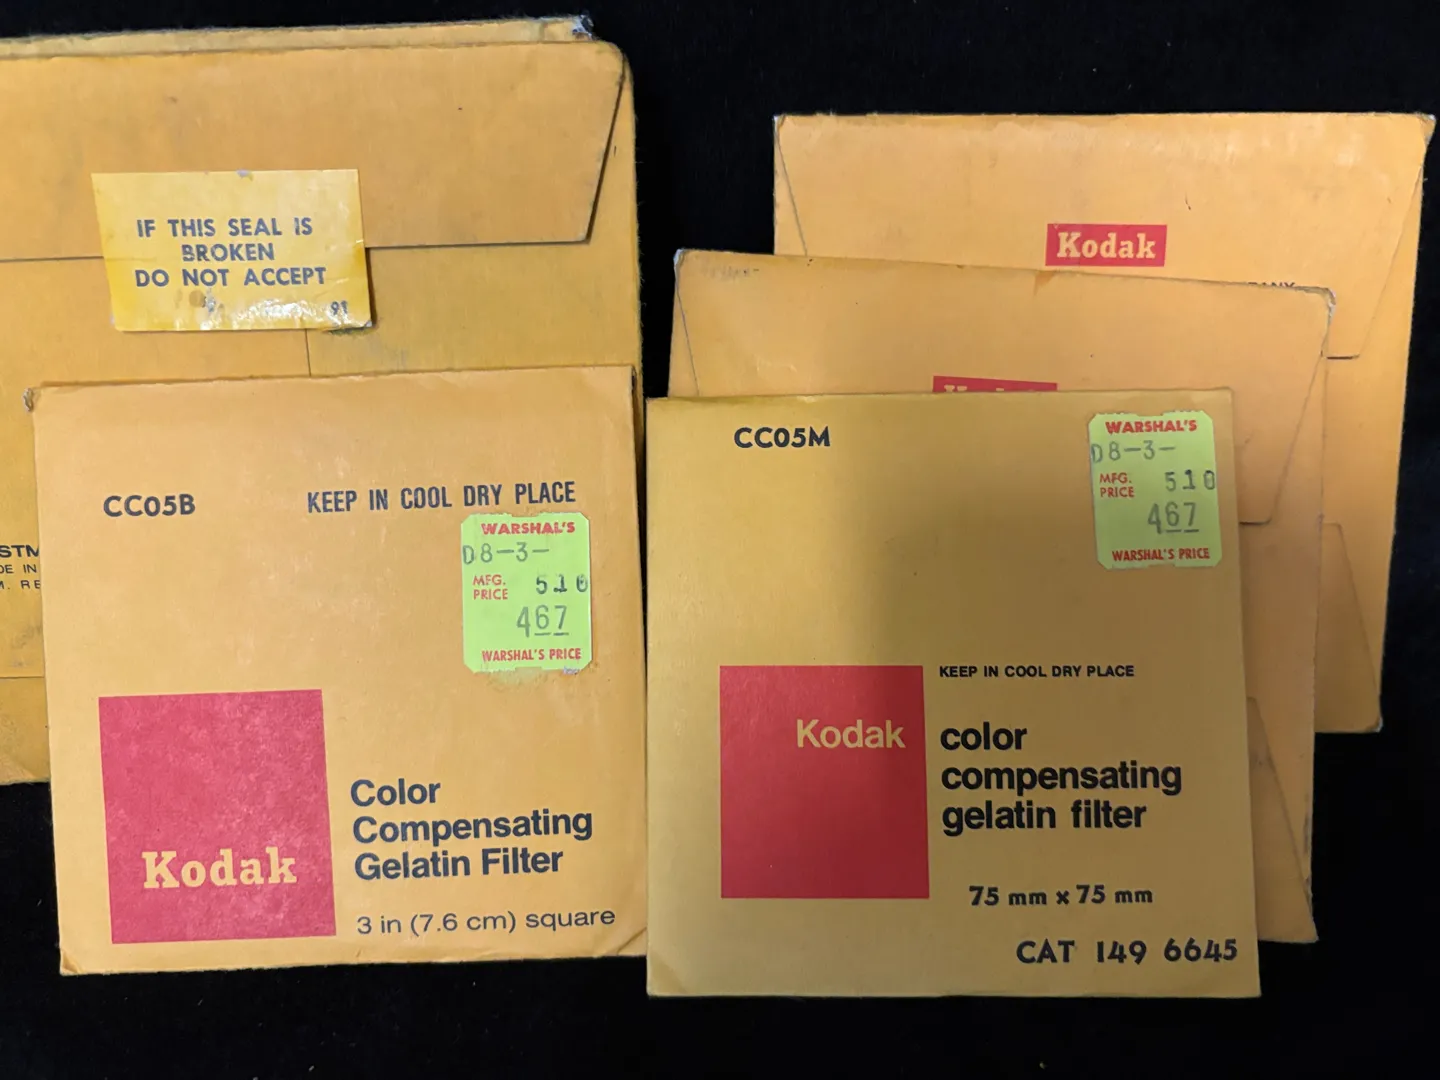 IF THIS SEAL IS
BROKEN
DO NOT ACCEPT
91
CC05B
KEEP IN COOL DRY PLACE
WARSHAL'S
D8-3-
MFG. PRICE 510
467
WARSHAL'S PRICE
Kodak
Color
Compensating
Gelatin Filter
3 in (7.6 cm) square
Kodak
CC05M
WARSHAL'S
D8-3-
MFG. PRICE 510
467
WARSHAL'S PRICE
KEEP IN COOL DRY PLACE
Kodak
color
compensating
gelatin filter
75 mm x 75 mm
CAT 149 6645